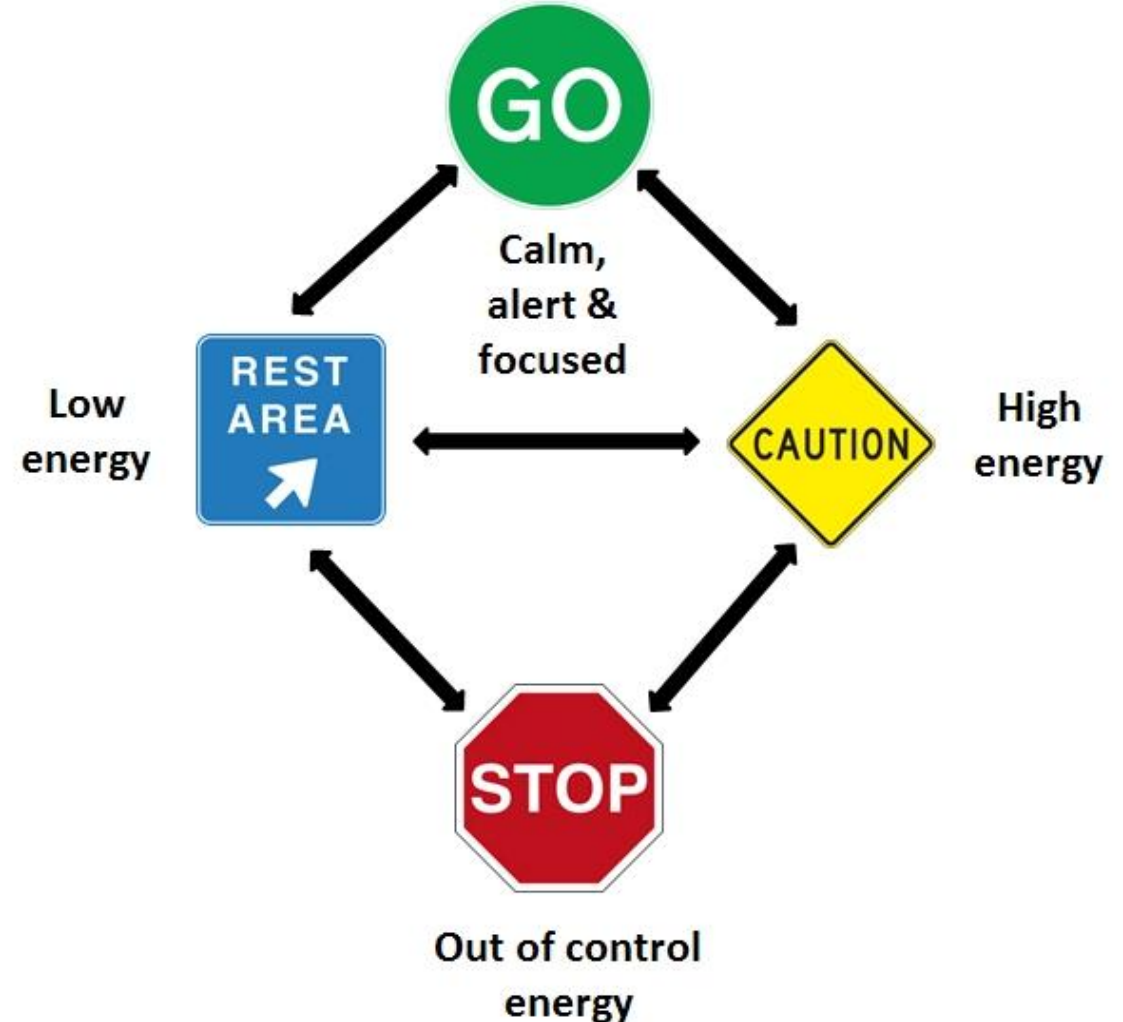 GO
Calm,
alert &
focused
Low
energy
REST
AREA
CAUTION
High
energy
STOP
Out of control
energy